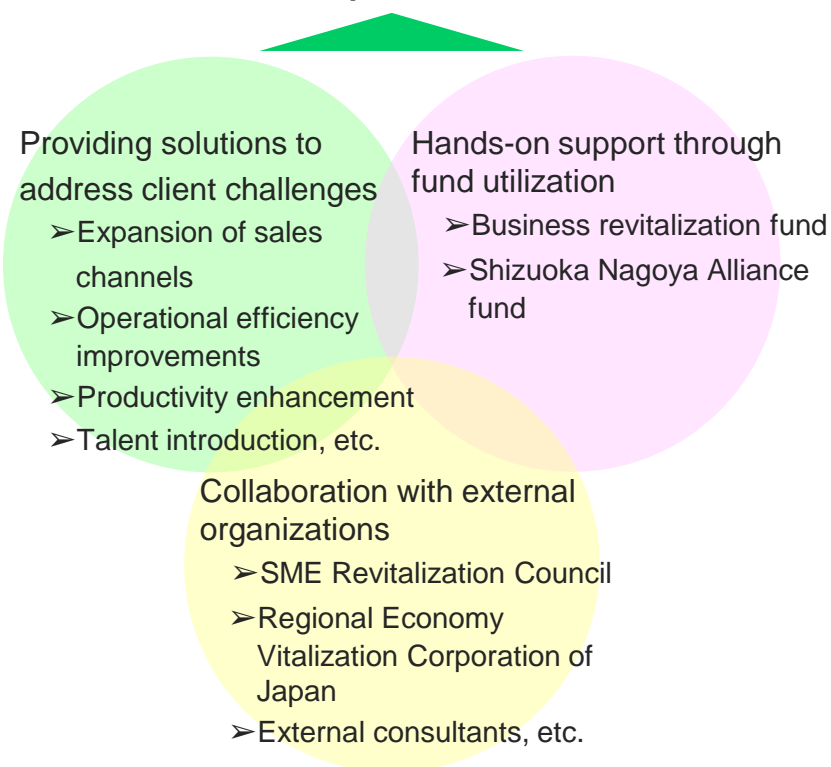 Providing solutions to
address client challenges
➢Expansion of sales
channels
➢Operational efficiency
improvements
➢Productivity enhancement
➢Talent introduction, etc.
Hands-on support through
fund utilization
➢Business revitalization fund
➢Shizuoka Nagoya Alliance
fund
Collaboration with external
organizations
➢SME Revitalization Council
➢Regional Economy
Vitalization Corporation of
Japan
➢External consultants, etc.